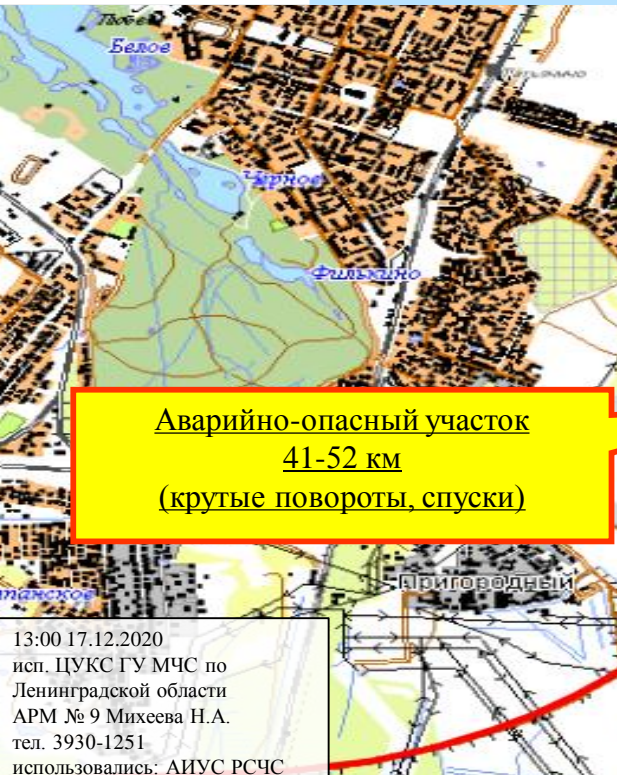 Белое
Черное
Филькино
Аварийно-опасный участок
41-52 км
(крутые повороты, спуски)
Пригородный
13:00 17.12.2020
исп. ЦУКС ГУ МЧС по
Ленинградской области
АРМ № 9 Михеева Н.А.
тел. 3930-1251
использовались: АИУС РСЧС